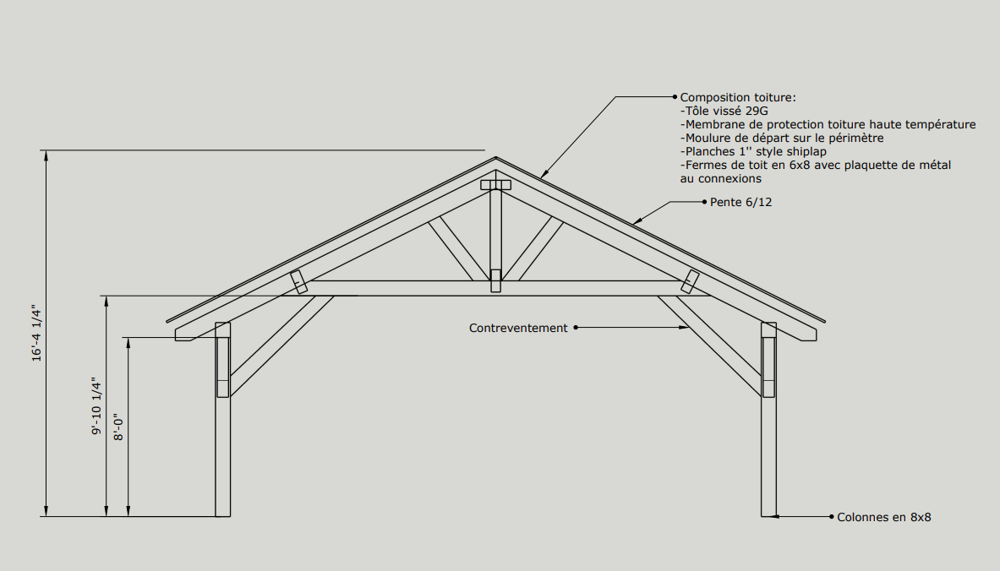 Composition toiture:
-Tôle vissé 29G
-Membrane de protection toiture haute température
-Moulure de départ sur le périmètre
-Planches 1'' style shiplap
-Fermes de toit en 6x8 avec plaquette de métal
au connexions
Pente 6/12
16'-4 1/4"
Contreventement
9'-10 1/4"
8'-0"
Colonnes en 8x8